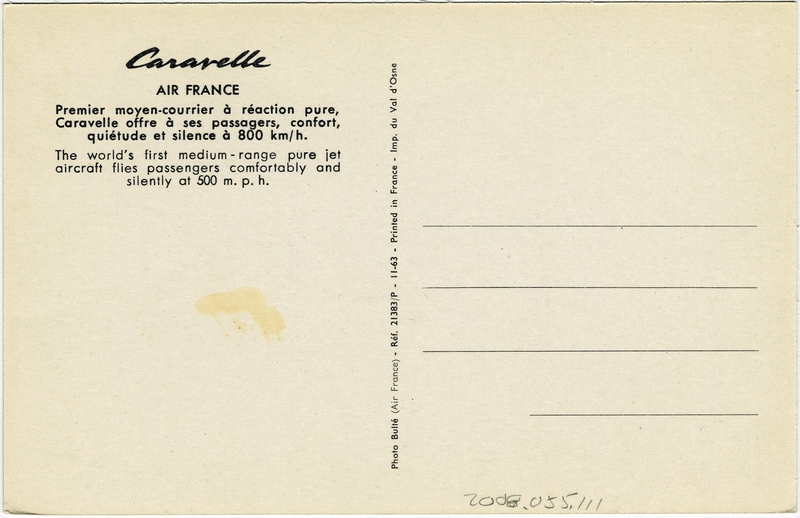 Caravelle
AIR FRANCE
Premier moyen-courrier à réaction pure,
Caravelle offre à ses passagers, confort,
quiétude et silence à 800 km/h.
The world's first medium-range pure jet
aircraft flies passengers comfortably and
silently at 500 m. p. h.
Photo Bulté (Air France) - Réf. 21383/P - 11-63 - Printed in France - Imp. du Val d'Osne
2008.055.111